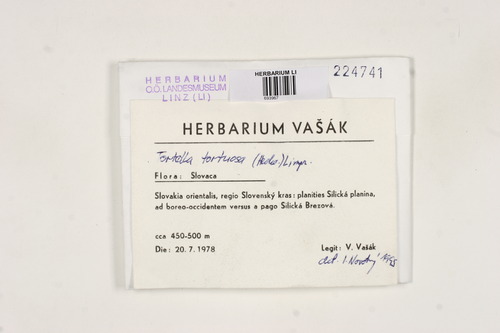 HERBARIUM
O.Ö. LANDESMUSEUM
LINZ (LI)
HERBARIUM LI
224741
HERBARIUM VAŠÁK
Tortella tortuosa (Hedw.) Limpr.
Flora: Slovaca
Slovakia orientalis, regio Slovenský kras: planities Silická planina,
ad boreo-occidentem versus a pago Silická Brezová.
cca 450-500 m
Die: 20. 7. 1978
Legit: V. Vašák
det. I. Novotný